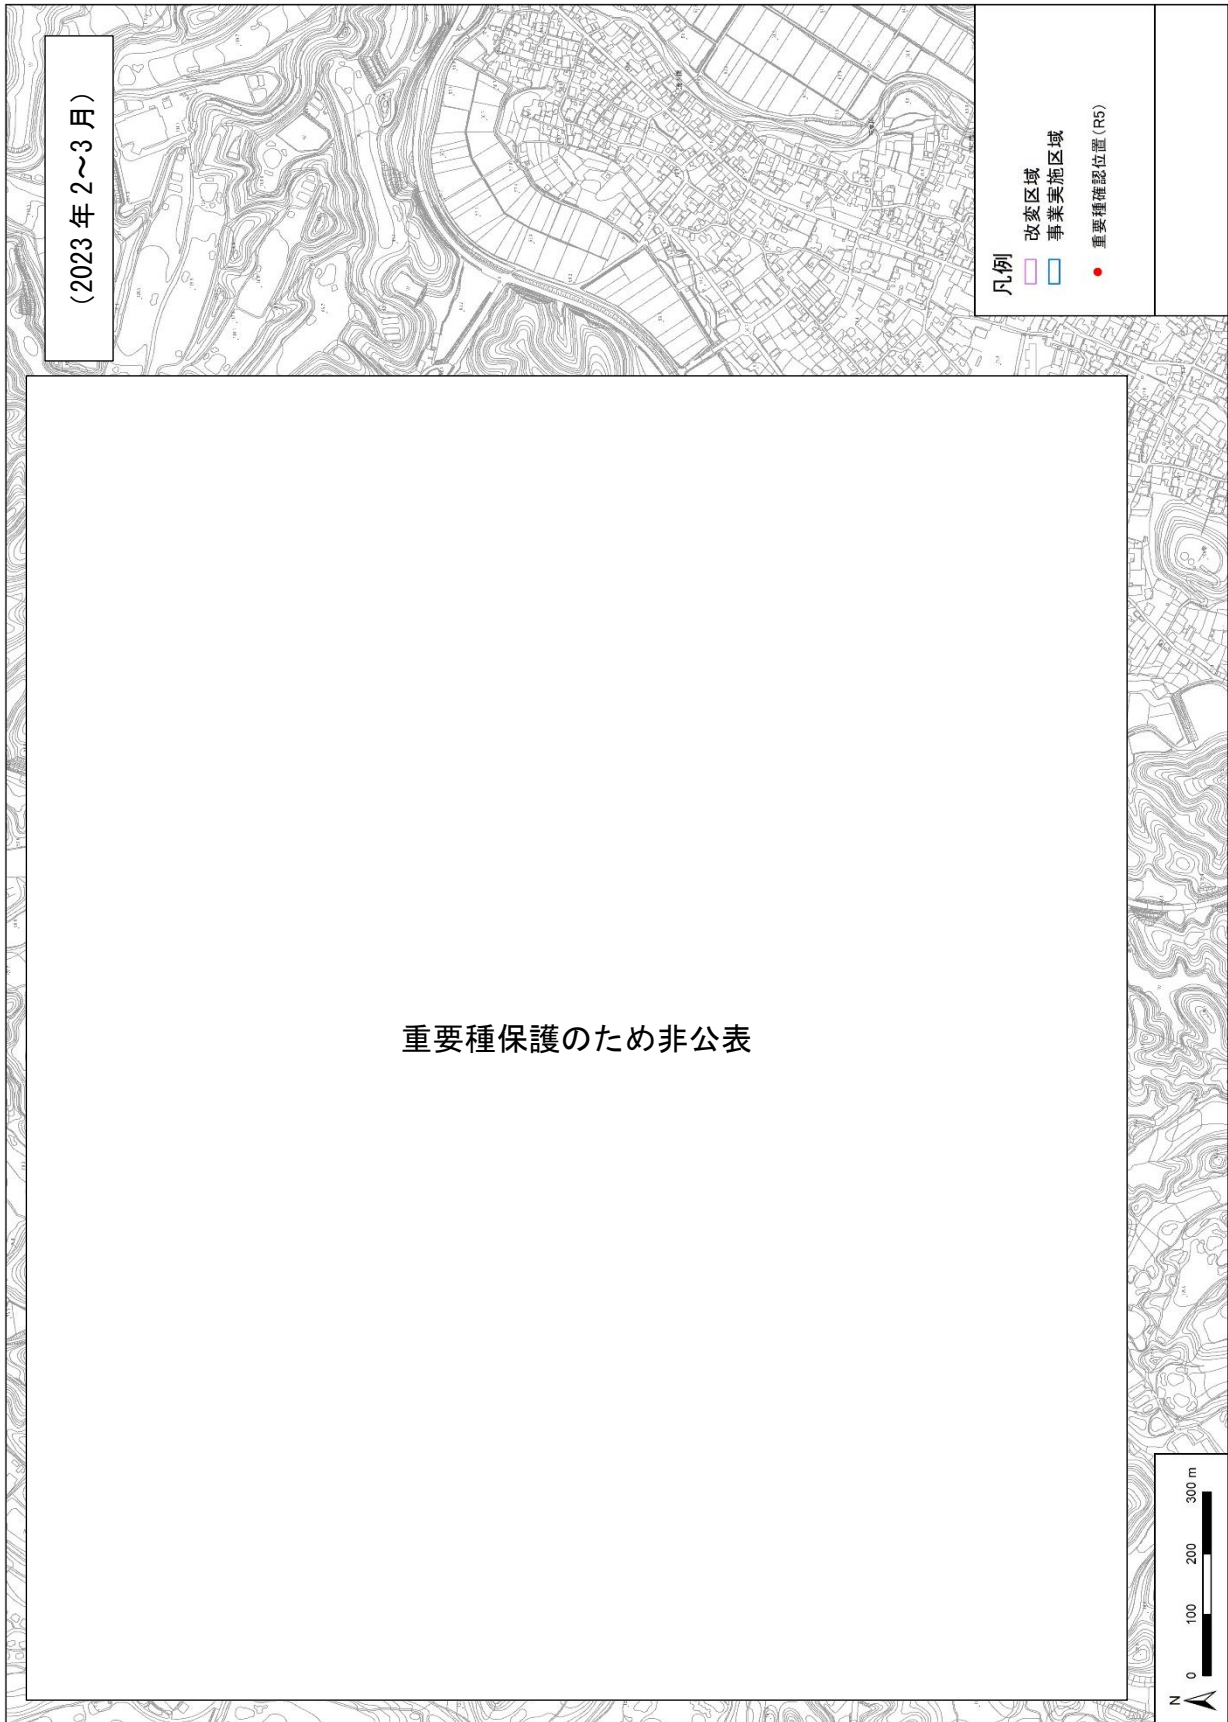 (2023 年 2~3 月)
凡例
改変区域
事業実施区域
重要種確認位置(R5)
重要種保護のため非公表
N
0 100 200 300 m